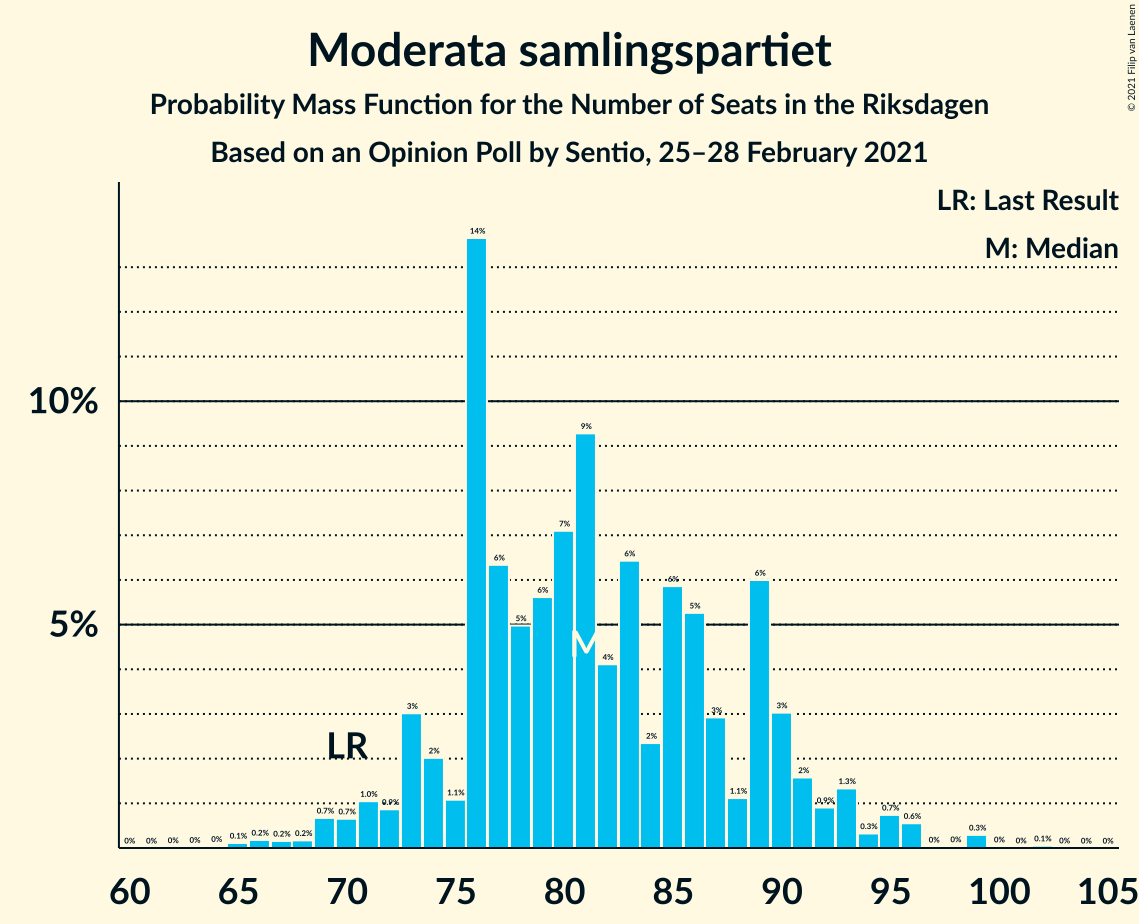 Moderata samlingspartiet
Probability Mass Function for the Number of Seats in the Riksdagen
Based on an Opinion Poll by Sentio, 25–28 February 2021
© 2021 Filip van Laenen
LR: Last Result
M: Median
10%
5%
0% 0% 0% 0% 0% 0.1% 0.2% 0.2% 0.2% 0.7% 0.7% 1.0% 0.9% 3% 2% 1.1% 14% 6% 5% 6% 7% 9% 4% 6% 2% 6% 5% 3% 1.1% 6% 3% 2% 0.9% 1.3% 0.3% 0.7% 0.6% 0% 0% 0.3% 0% 0% 0.1% 0% 0% 0%
LR
M
60 65 70 75 80 85 90 95 100 105